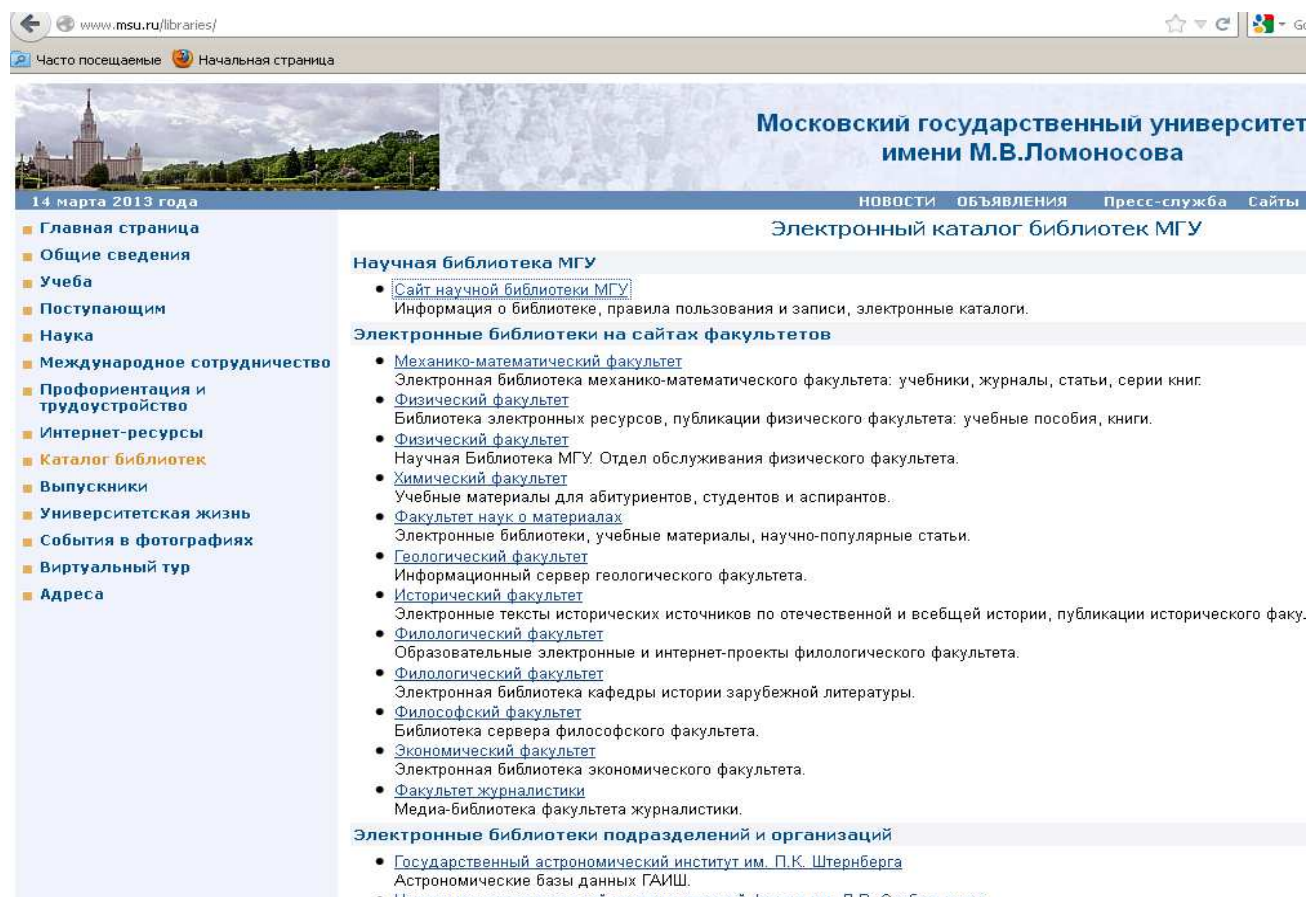 www.msu.ru/libraries/
Часто посещаемые Начальная страница
Московский государственный университет
имени М.В.Ломоносова
14 марта 2013 года
НОВОСТИ ОБЪЯВЛЕНИЯ Пресс-служба Сайты
Главная страница
Общие сведения
Учеба
Поступающим
Наука
Международное сотрудничество
Профориентация и
трудоустройство
Интернет-ресурсы
Каталог библиотек
Выпускники
Университетская жизнь
События в фотографиях
Виртуальный тур
Адреса
Электронный каталог библиотек МГУ
Научная библиотека МГУ
Сайт научной библиотеки МГУ
Информация о библиотеке, правила пользования и записи, электронные каталоги.
Электронные библиотеки на сайтах факультетов
Механико-математический факультет
Электронная библиотека механико-математического факультета: учебники, журналы, статьи, серии книг.
Физический факультет
Библиотека электронных ресурсов, публикации физического факультета: учебные пособия, книги.
Физический факультет
Научная Библиотека МГУ. Отдел обслуживания физического факультета.
Химический факультет
Учебные материалы для абитуриентов, студентов и аспирантов.
Факультет наук о материалах
Электронные библиотеки, учебные материалы, научно-популярные статьи.
Геологический факультет
Информационный сервер геологического факультета.
Исторический факультет
Электронные тексты исторических источников по отечественной и всебщей истории, публикации исторического факу
Филологический факультет
Образовательные электронные и интернет-проекты филологического факультета.
Филологический факультет
Электронная библиотека кафедры истории зарубежной литературы.
Философский факультет
Библиотека сервера философского факультета.
Экономический факультет
Электронная библиотека экономического факультета.
Факультет журналистики
Медиа-библиотека факультета журналистики.
Электронные библиотеки подразделений и организаций
Государственный астрономический институт им. П.К. Штернберга
Астрономические базы данных ГАИШ.